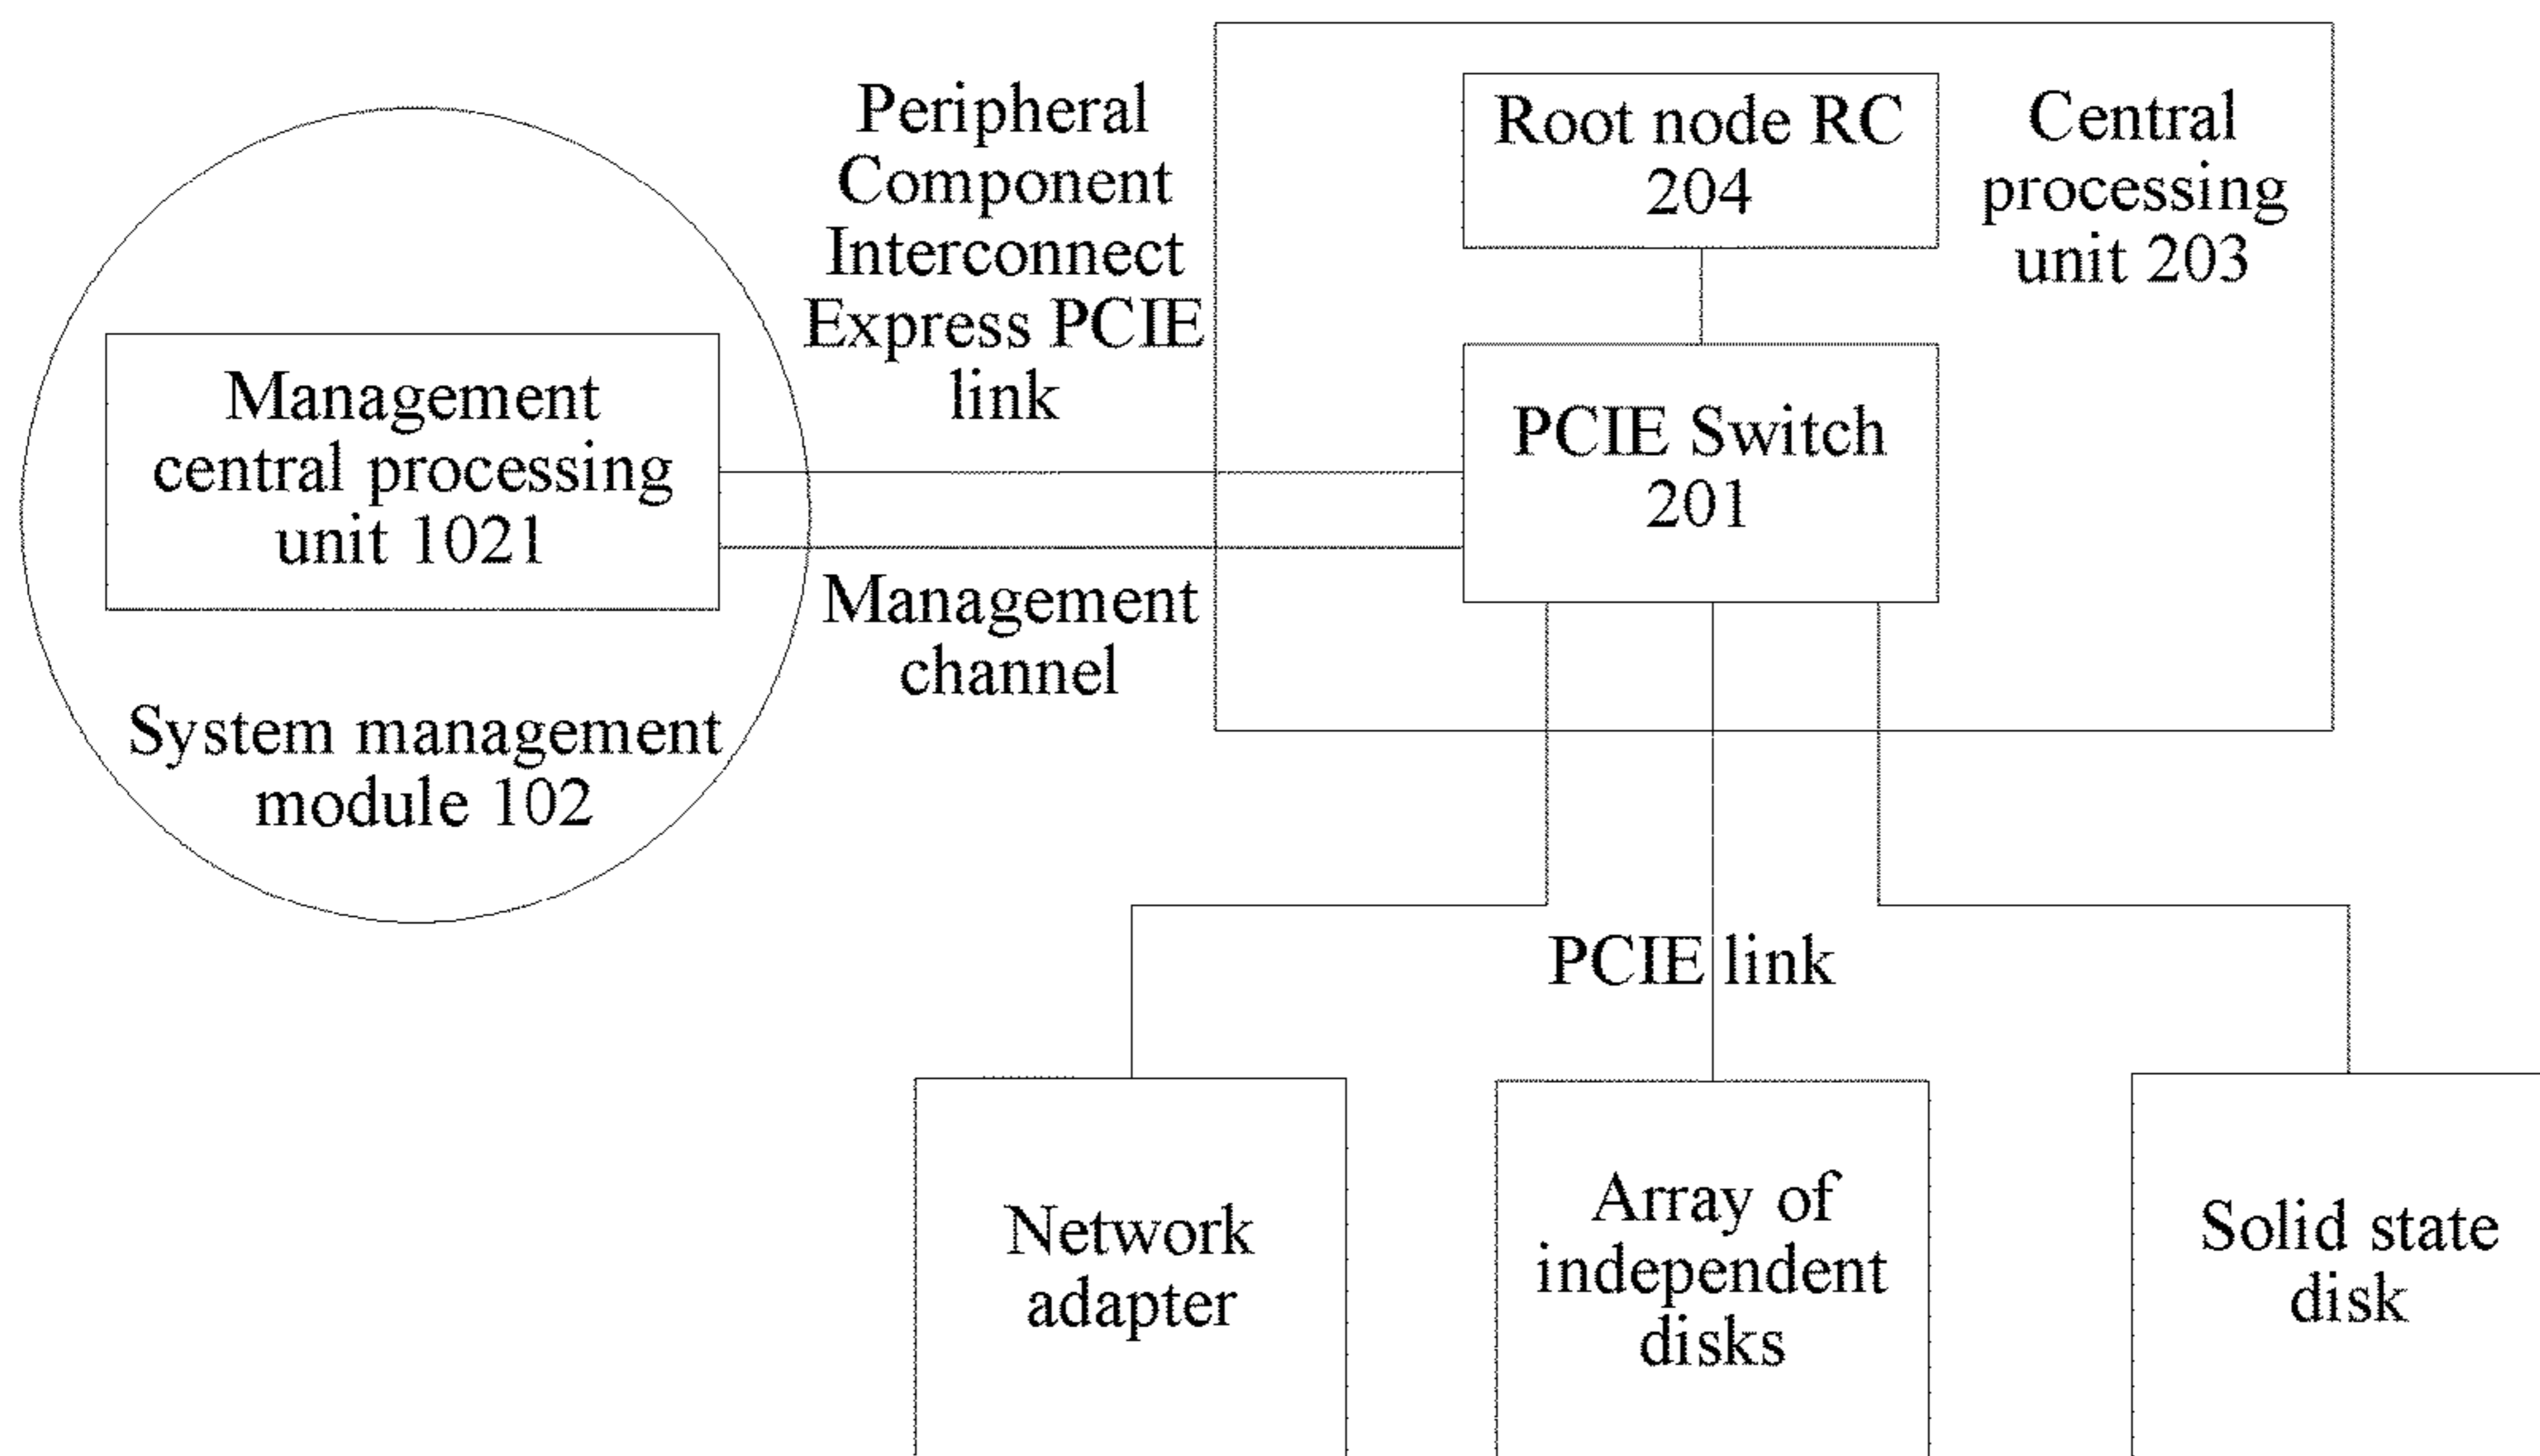 Peripheral
Component
Interconnect
Express PCIE
link
Root node RC
204
Central
processing
unit 203
Management
central processing
unit 1021
PCIE Switch
201
Management
channel
System management
module 102
PCIE link
Network
adapter
Array of
independent
disks
Solid state
disk